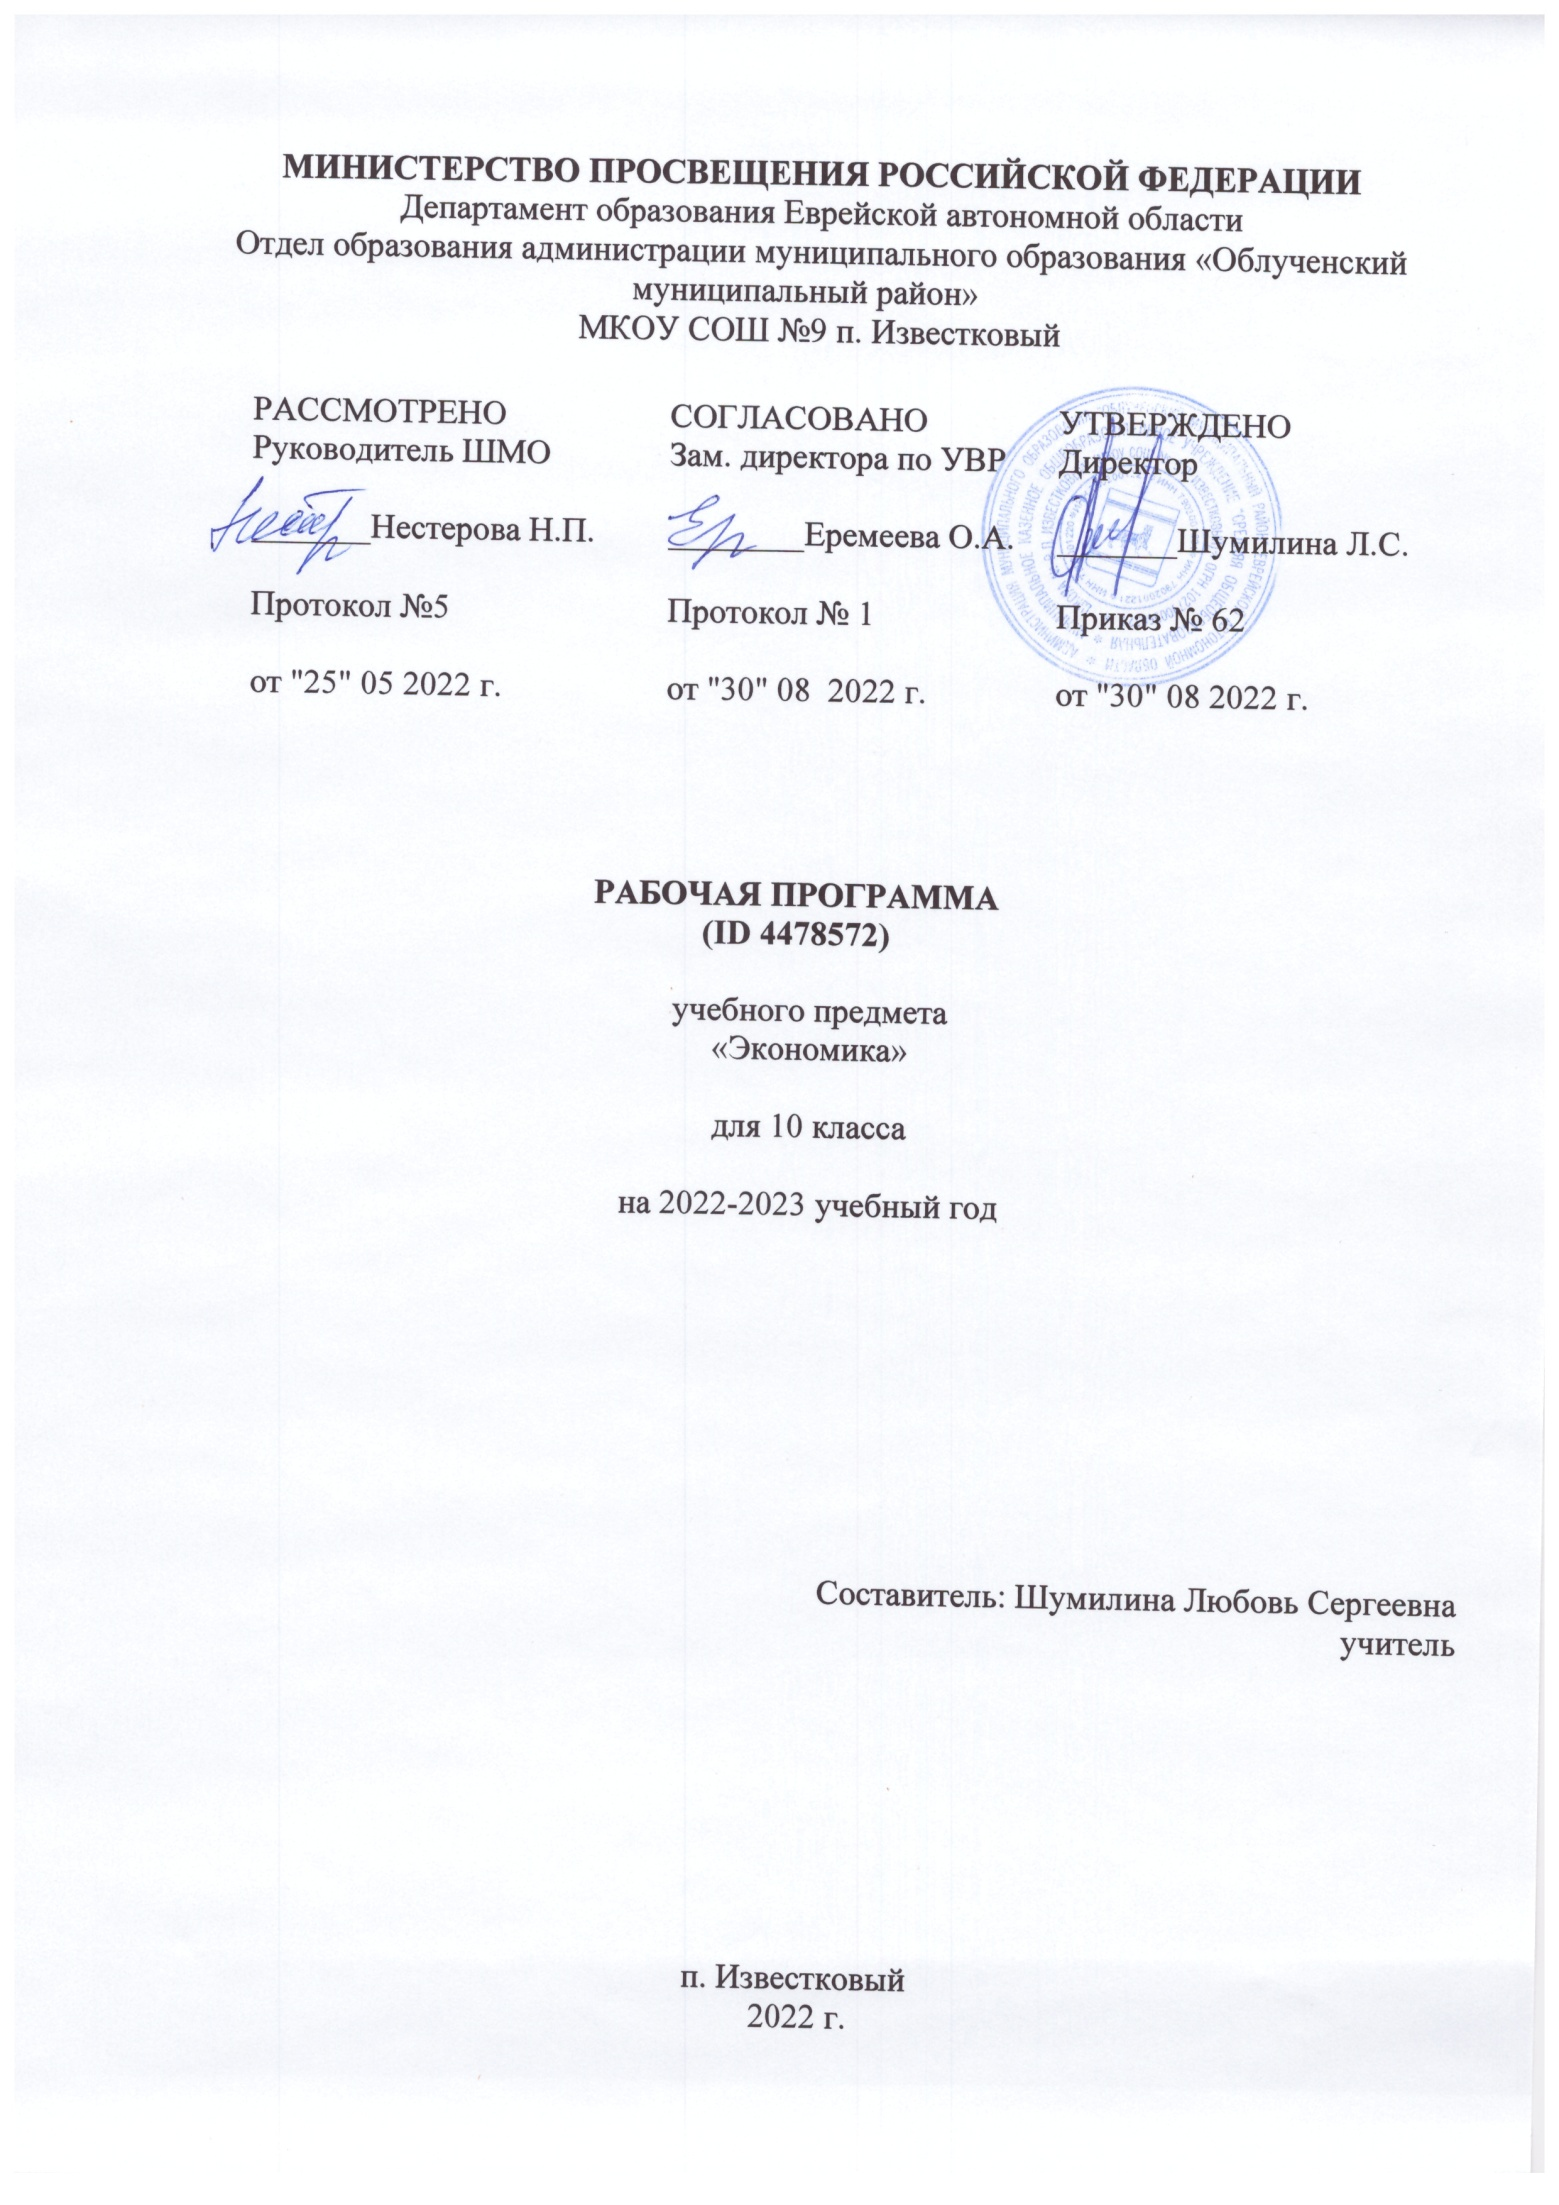 МИНИСТЕРСТВО ПРОСВЕЩЕНИЯ РОССИЙСКОЙ ФЕДЕРАЦИИ
Департамент образования Еврейской автономной области
Отдел образования администрации муниципального образования «Облученский
муниципальный район»
МКОУ СОШ №9 п. Известковый
РАССМОТРЕНО
Руководитель ШМО
Нестерова Н.П.
Протокол №5
от "25" 05 2022 г.
СОГЛАСОВАНО
Зам. директора по УВР
Еремеева О.А.
Протокол № 1
от "30" 08 2022 г.
УТВЕРЖДЕНО
Директор
Шумилина Л.С.
Приказ № 62
от "30" 08 2022 г.
РАБОЧАЯ ПРОГРАММА
(ID 4478572)
учебного предмета
«Экономика»
для 10 класса
на 2022-2023 учебный год
Составитель: Шумилина Любовь Сергеевна
учитель
п. Известковый
2022 г.